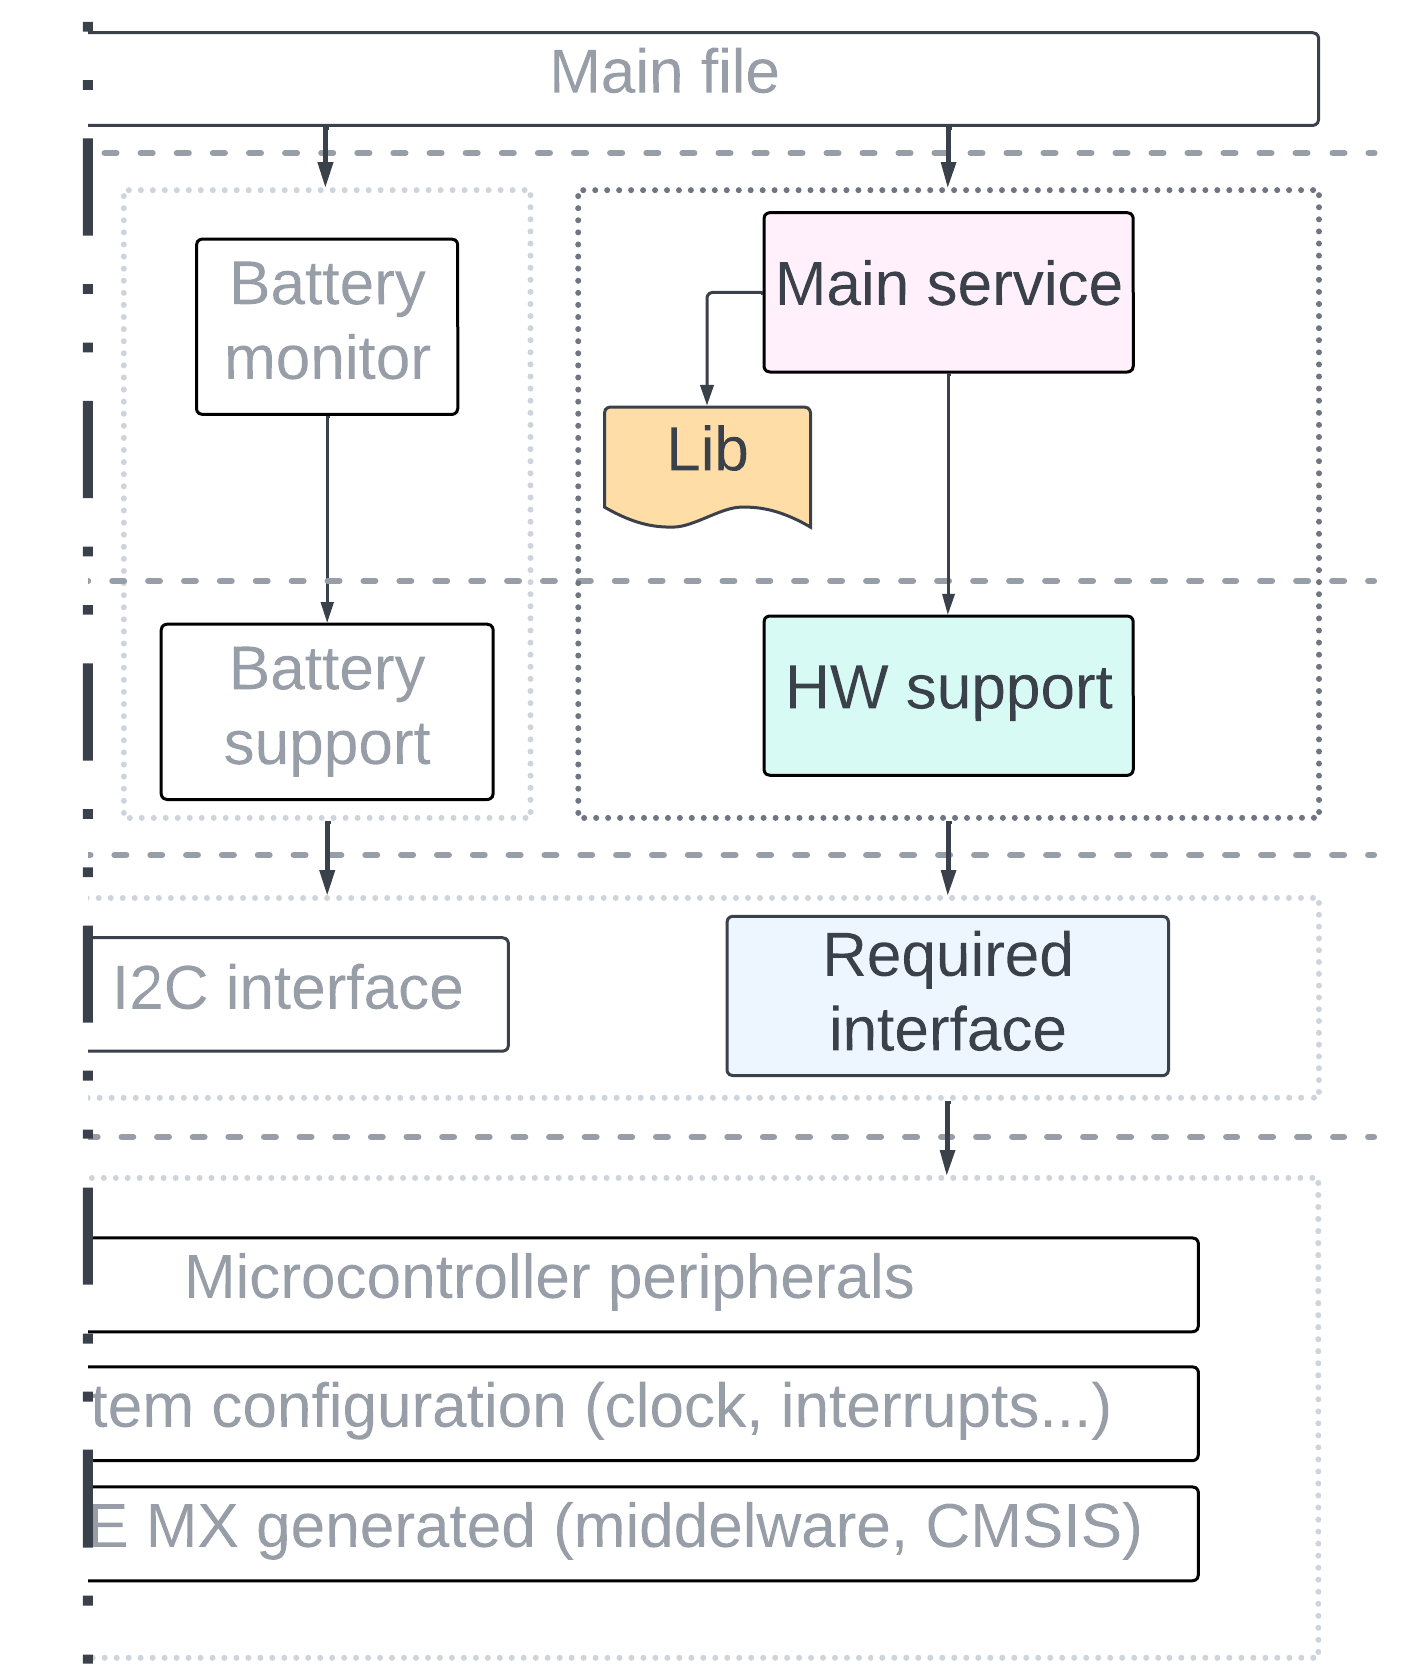 Main file
Battery
monitor
Main service
Lib
Battery
support
HW support
I2C interface
Required
interface
Microcontroller peripherals
tem configuration (clock, interrupts...)
E MX generated (middelware, CMSIS)